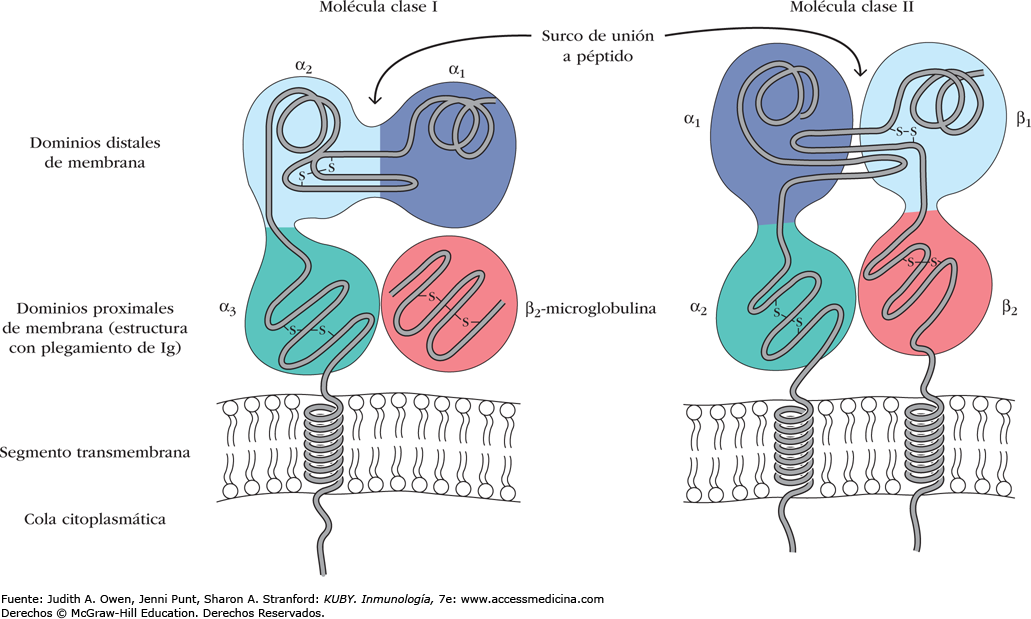 Molécula clase I
Molécula clase II
Surco de unión
a péptido
α2
α1
α1
β1
Dominios distales
de membrana
S
S
S–S
Dominios proximales
de membrana (estructura
con plegamiento de Ig)
α3
S
S
S
S
β2-microglobulina
α2
S
S
S
S
β2
Segmento transmembrana
Cola citoplasmática
Fuente: Judith A. Owen, Jenni Punt, Sharon A. Stranford: KUBY. Inmunología, 7e: www.accessmedicina.com
Derechos © McGraw-Hill Education. Derechos Reservados.